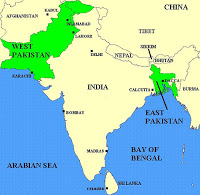 CHINA
AFGHANISTAN
KABUL
ISLAMABAD
LAHORE
TIBET
WEST
PAKISTAN
DELHI
NEPAL
SIKKIM
BHUTAN
KARACHI
INDIA
DACCA
CALCUTTA
BURMA
EAST
PAKISTAN
BOMBAY
ARABIAN SEA
MADRAS
BAY OF
BENGAL
SRI LANKA